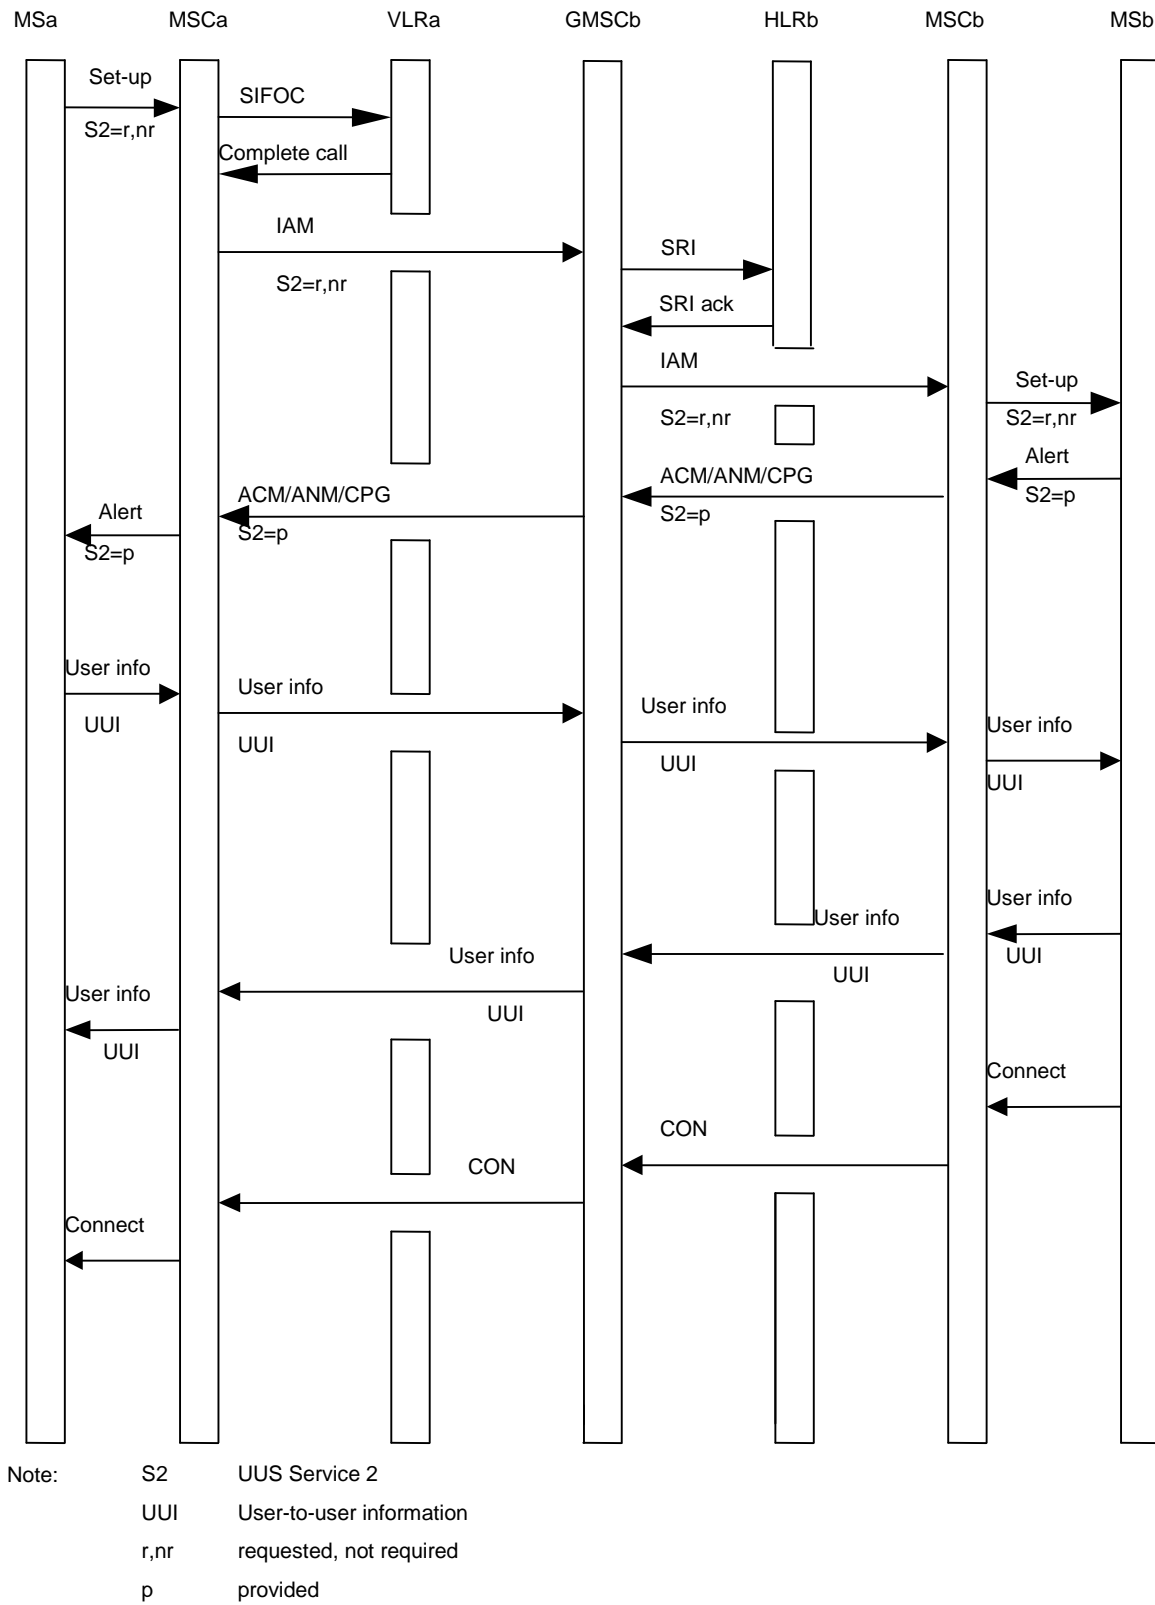 MSa MSCa VLRa GMSCb HLRb MSCb MSb
Set-up
SIFOC
S2=r,nr
Complete call
IAM
SRI
S2=r,nr
SRI ack
IAM
Set-up
S2=r,nr
S2=r,nr
Alert
ACM/ANM/CPG
ACM/ANM/CPG
S2=p
Alert
S2=p
S2=p
S2=p
User info
User info
User info
UUI
User info
UUI
UUI
UUI
User info
User info
User info
UUI
UUI
User info
UUI
UUI
Connect
CON
CON
Connect
Note: S2 UUS Service 2
UUI User-to-user information
r,nr requested, not required
p provided